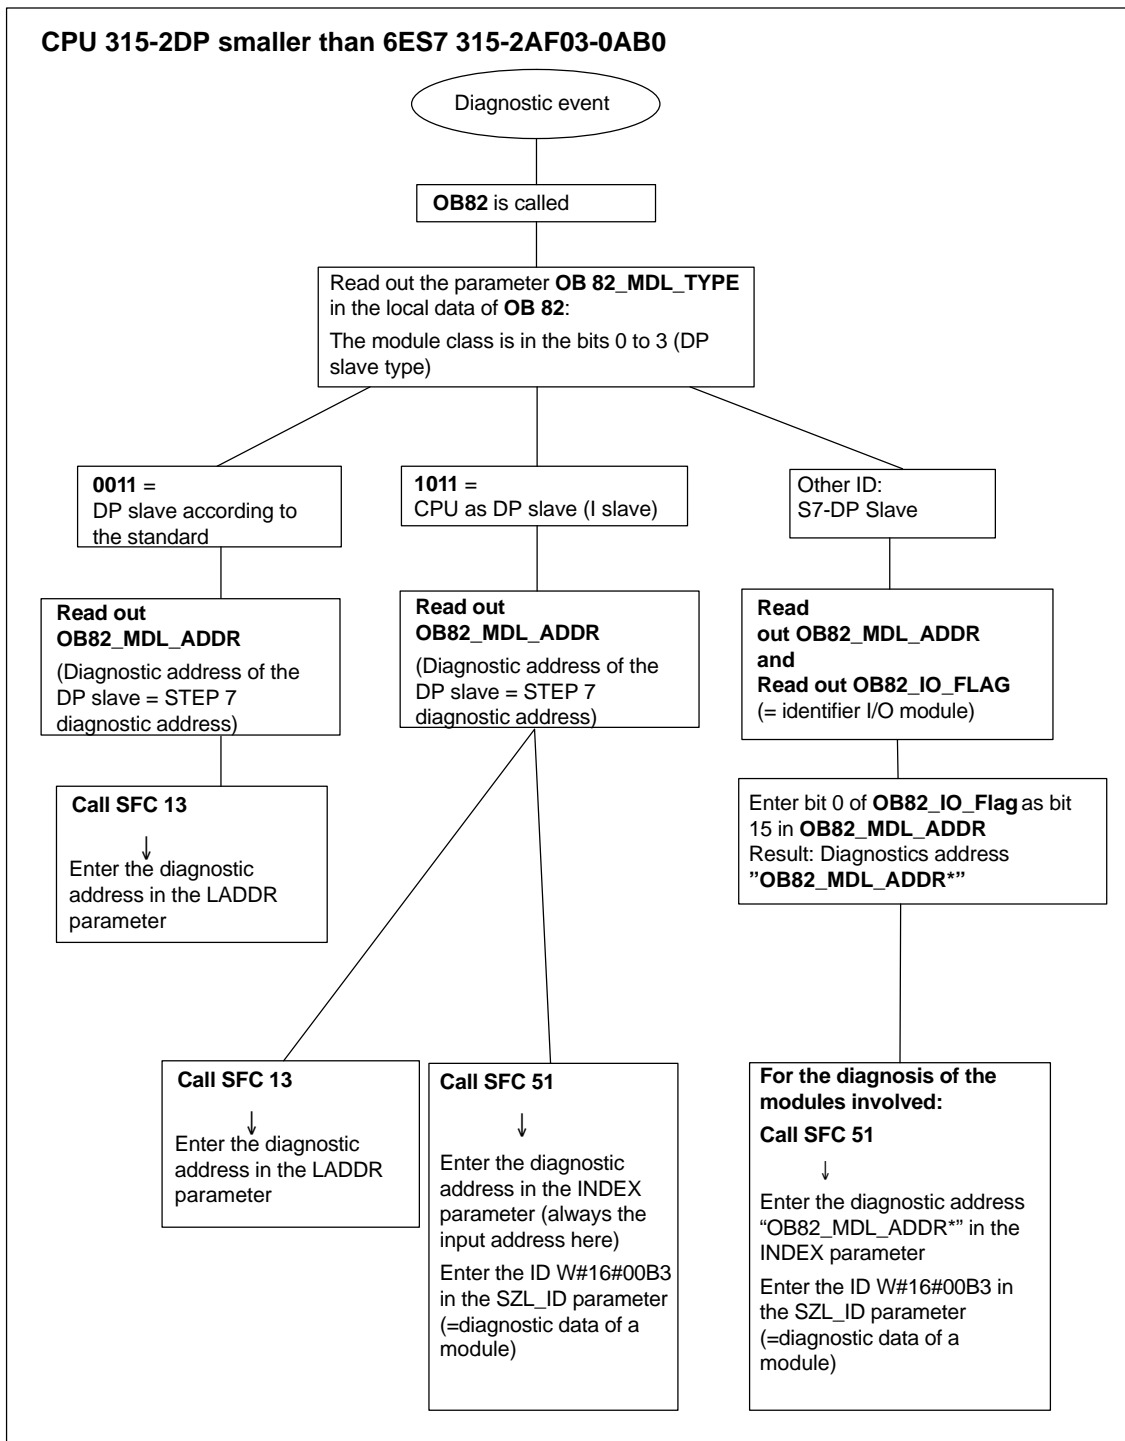 CPU 315-2DP smaller than 6ES7 315-2AF03-0AB0
Diagnostic event
OB82 is called
Read out the parameter OB 82_MDL_TYPE
in the local data of OB 82:
The module class is in the bits 0 to 3 (DP
slave type)
0011 =
DP slave according to
the standard
1011 =
CPU as DP slave (I slave)
Other ID:
S7-DP Slave
Read out
OB82_MDL_ADDR
(Diagnostic address of the
DP slave = STEP 7
diagnostic address)
Read out
OB82_MDL_ADDR
(Diagnostic address of the
DP slave = STEP 7
diagnostic address)
Read
out OB82_MDL_ADDR
and
Read out OB82_IO_FLAG
(= identifier I/O module)
Call SFC 13
↓
Enter the diagnostic
address in the LADDR
parameter
Enter bit 0 of OB82_IO_Flag as bit
15 in OB82_MDL_ADDR
Result: Diagnostics address
”OB82_MDL_ADDR*”
Call SFC 13
↓
Enter the diagnostic
address in the LADDR
parameter
Call SFC 51
↓
Enter the diagnostic
address in the INDEX
parameter (always the
input address here)
Enter the ID W#16#00B3
in the SZL_ID parameter
(=diagnostic data of a
module)
For the diagnosis of the
modules involved:
Call SFC 51
↓
Enter the diagnostic address
“OB82_MDL_ADDR*” in the
INDEX parameter
Enter the ID W#16#00B3 in
the SZL_ID parameter
(=diagnostic data of a
module)